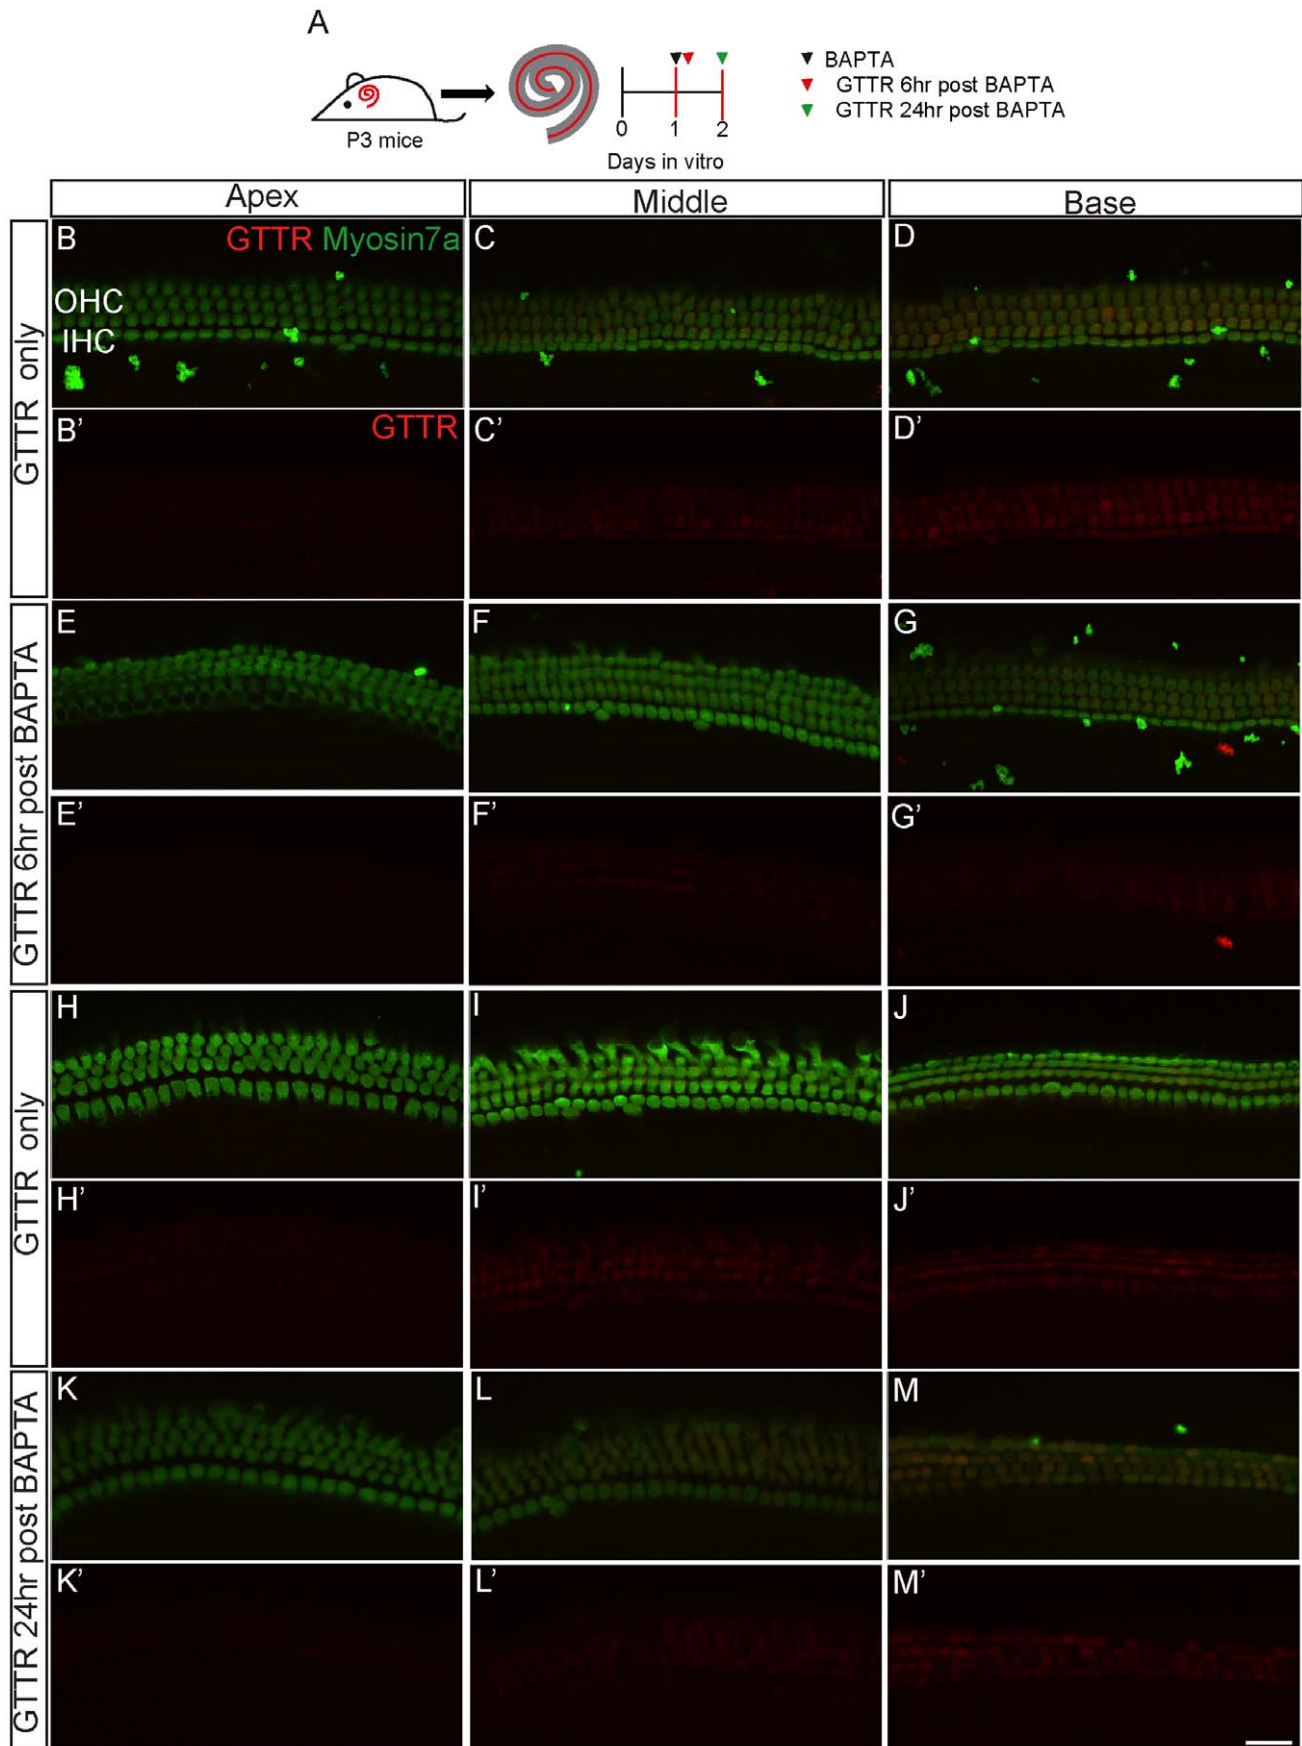 A
P3 mice
0 1 2
Days in vitro
BAPTA
GTTR 6hr post BAPTA
GTTR 24hr post BAPTA
Apex Middle Base
GTTR only
B GTTR Myosin7a C D
OHC
IHC
B' GTTR C' D'
GTTR 6hr post BAPTA
E F G
E' F' G'
GTTR only
H I J
H' I' J'
GTTR 24hr post BAPTA
K L M
K' L' M'